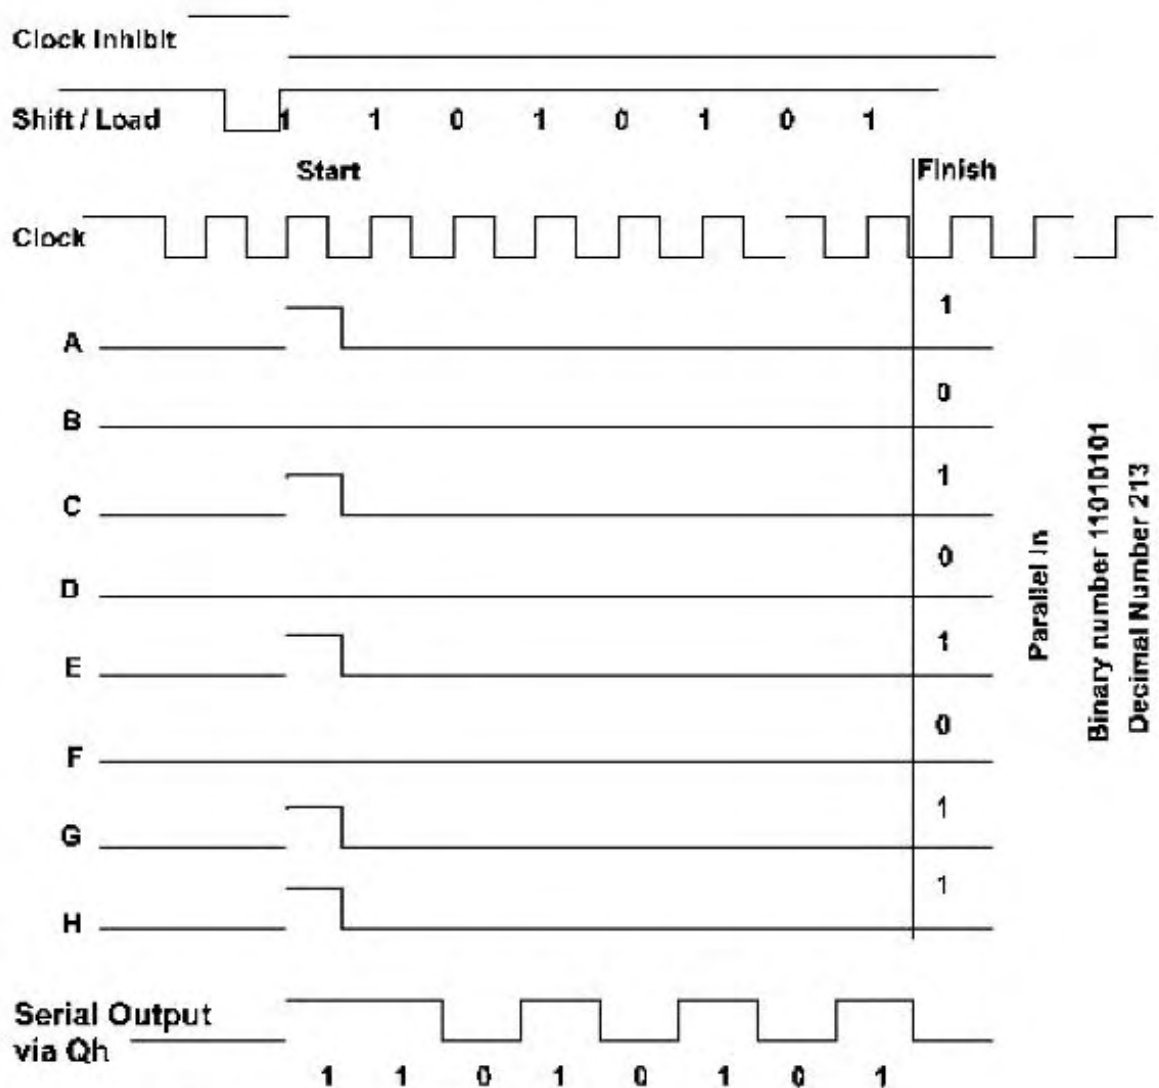 Clock Inhibit
Shift / Load 1 1 0 1 0 1 0 1
Start Finish
Clock
A 1
B 0
C 1
D 0
E 1
F 0
G 1
H 1
Parallel In
Binary number 11010101
Decimal Number 213
Serial Output
via Qh
1 1 0 1 0 1 0 1